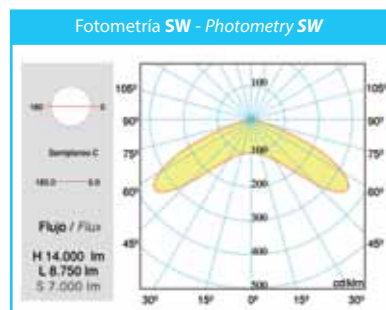 Fotometría SW - Photometry SW
105º 100 105º
180 0 90º 90º
Semiplanos C 75º 100 75º
180.0 0.0 60º 200 60º
Flujo / Flux 300
45º 45º
H 14.000 lm 400
L 8.750 lm
S 7.000 lm 500 cd/klm
30º 15º 0º 15º 30º